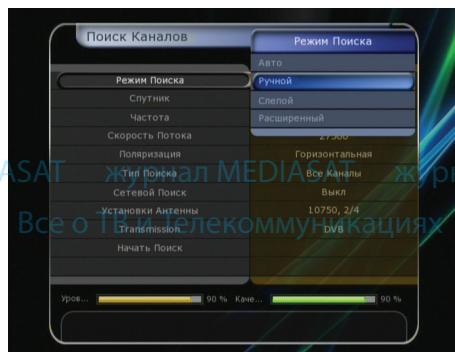 Поиск Каналов
Режим Поиска
Авто
Режим Поиска Ручной
Спутник Слепой
Частота Расширенный
Скорость Потока 27500
Поляризация Горизонтальная
Тип Поиска Все Каналы
Сетевой Поиск Выкл
Установки Антенны 10750, 2/4
Transmission DVB
Начать Поиск
Уров... 90 % Каче... 90 %
IASAT журнал MEDIASAT журн
Все о ТВ и Телекоммуникациях